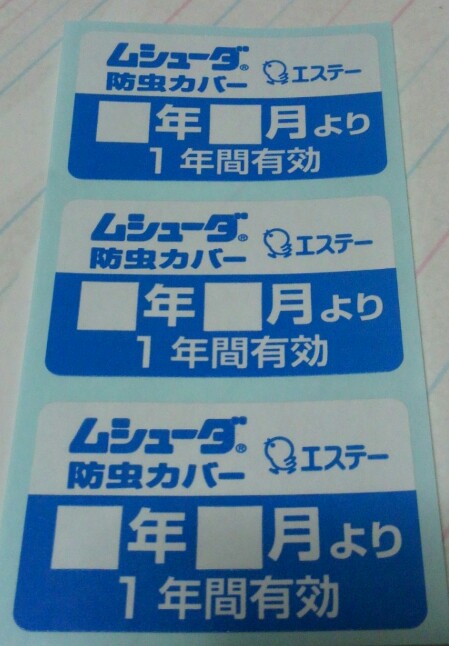 ムシューダ®
防虫カバー エステー
年 月より
1年間有効
ムシューダ®
防虫カバー エステー
年 月より
1年間有効
ムシューダ®
防虫カバー エステー
年 月より
1年間有効